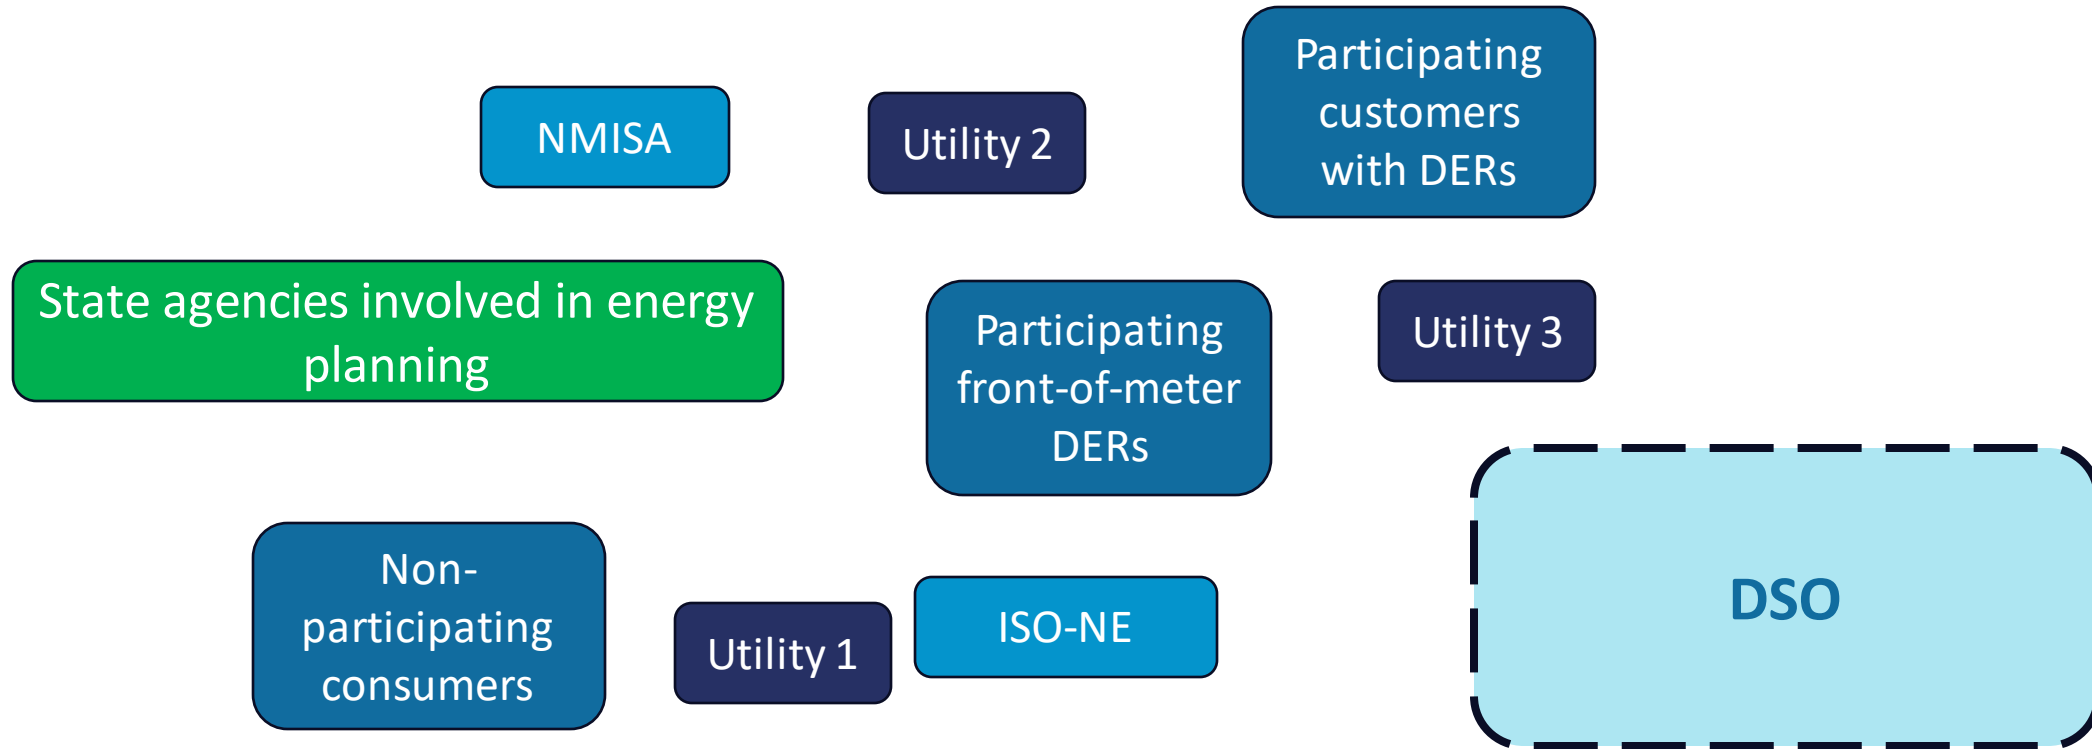 Participating
customers
with DERs
NMISA
Utility 2
State agencies involved in energy
planning
Participating
front-of-meter
DERs
Utility 3
Non-
participating
consumers
Utility 1
ISO-NE
DSO